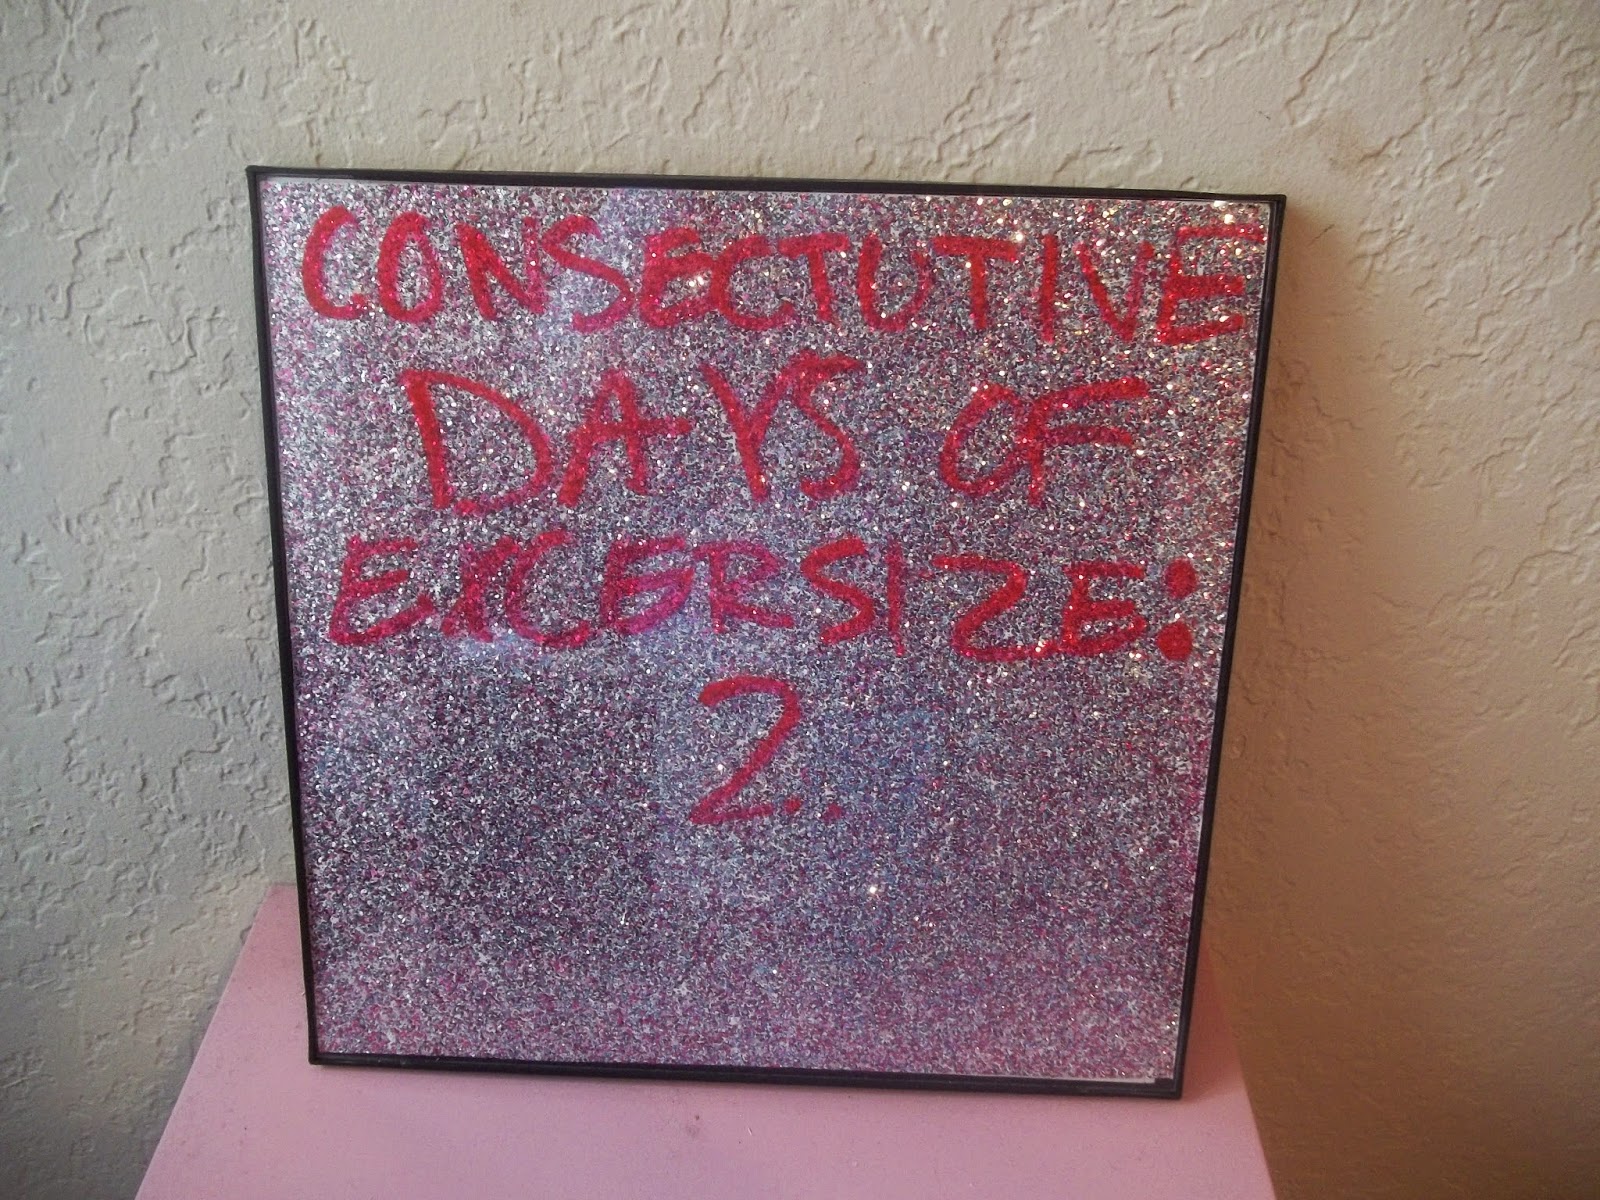 CONSECTUTIVE
DAYS OF
EXCERSIZE:
2.